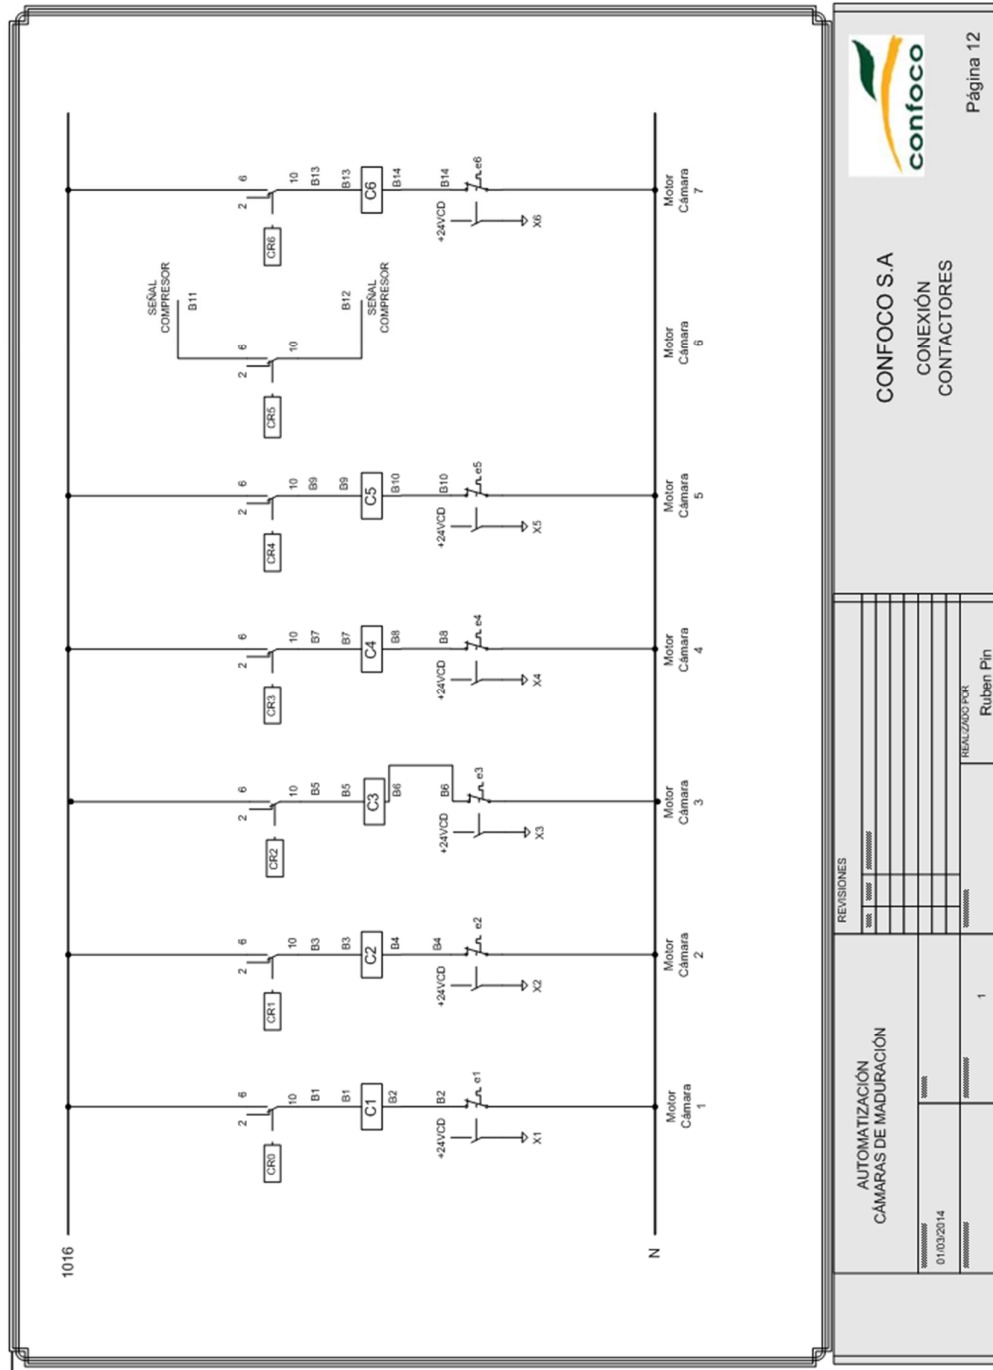 1016
6
2
10
CR0
B1
B1
C1
B2
B2
e1
+24VCD
X1
Motor
Cámara
1
6
2
10
CR1
B3
B3
C2
B4
B4
e2
+24VCD
X2
Motor
Cámara
2
6
2
10
CR2
B5
B5
C3
B6
B6
e3
+24VCD
X3
Motor
Cámara
3
6
2
10
CR3
B7
B7
C4
B8
B8
e4
+24VCD
X4
Motor
Cámara
4
6
2
10
CR4
B9
B9
C5
B10
B10
e5
+24VCD
X5
Motor
Cámara
5
SEÑAL
COMPRESOR
B11
6
2
10
CR5
B12
SEÑAL
COMPRESOR
Motor
Cámara
6
6
2
10
CR6
B13
B13
C6
B14
B14
e6
+24VCD
X6
Motor
Cámara
7
N
AUTOMATIZACIÓN
CÁMARAS DE MADURACIÓN
01/03/2014
1
REVISIONES
REALIZADO POR
Ruben Pin
CONFOCO S.A
CONEXIÓN
CONTACTORES
confoco
Página 12